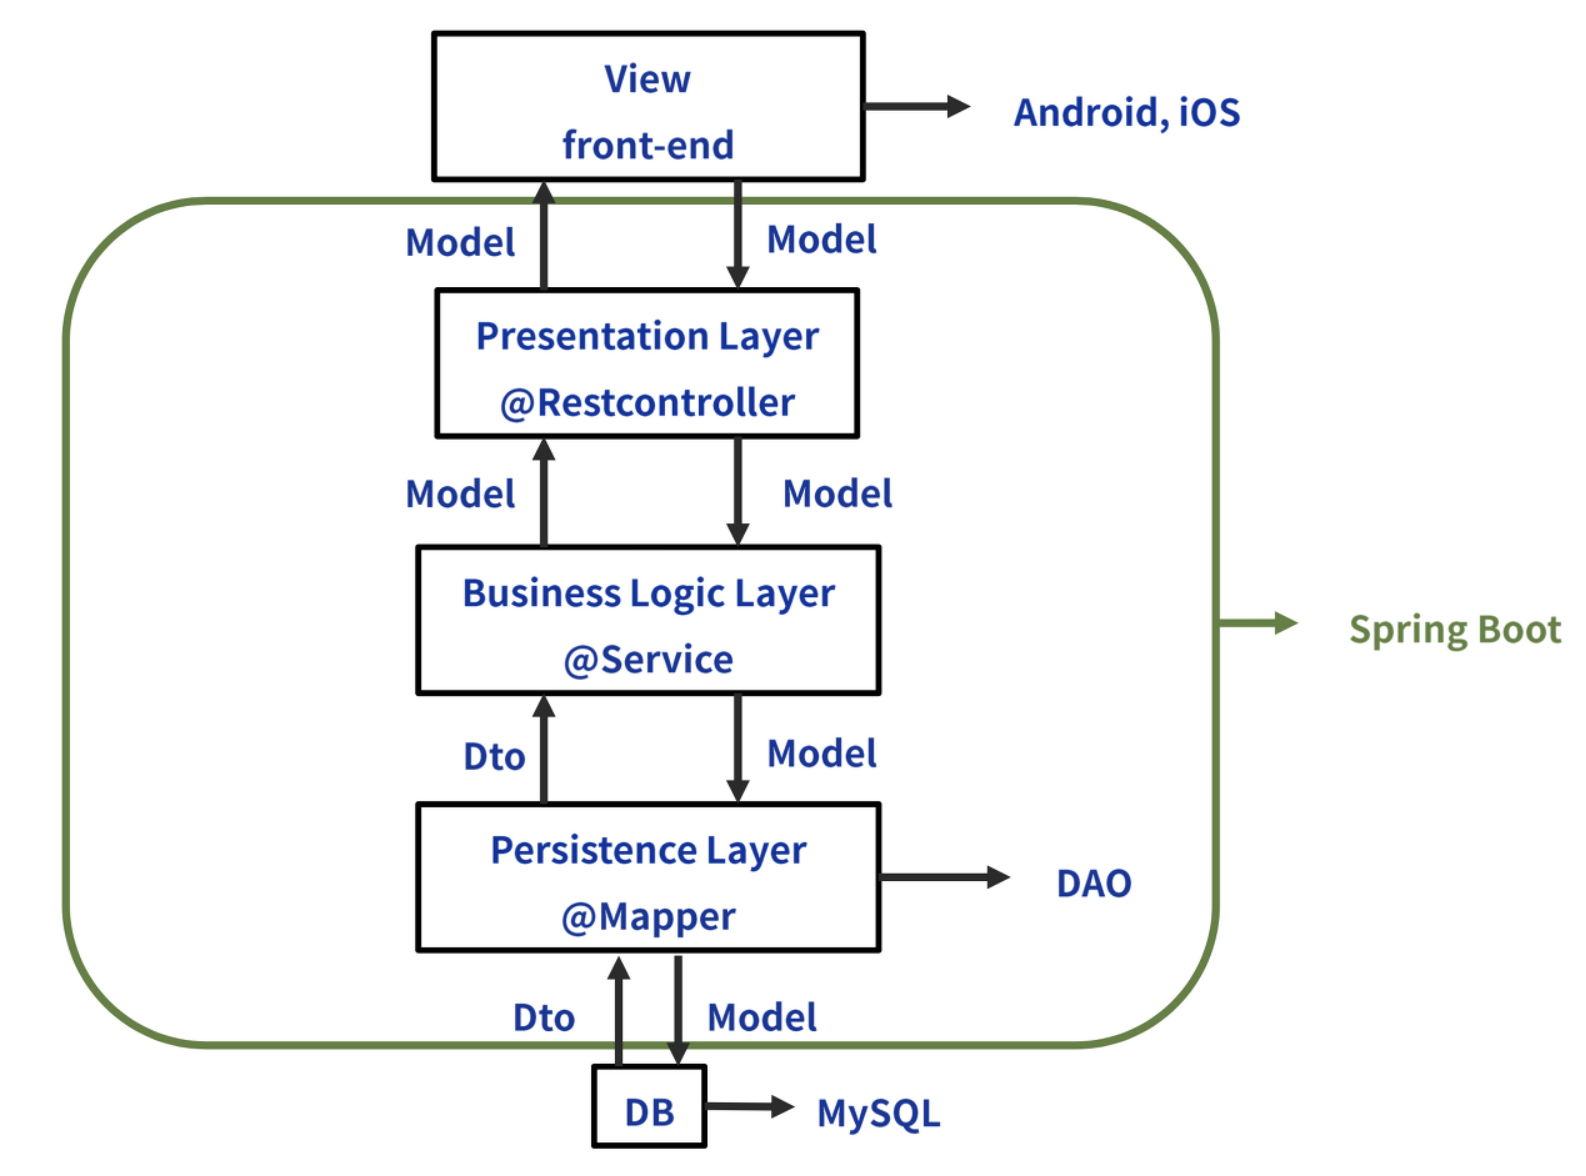 View
front-end
Android, iOS
Model
Model
Presentation Layer
@Restcontroller
Model
Model
Business Logic Layer
@Service
Spring Boot
Dto
Model
Persistence Layer
@Mapper
DAO
Dto
Model
DB
MySQL